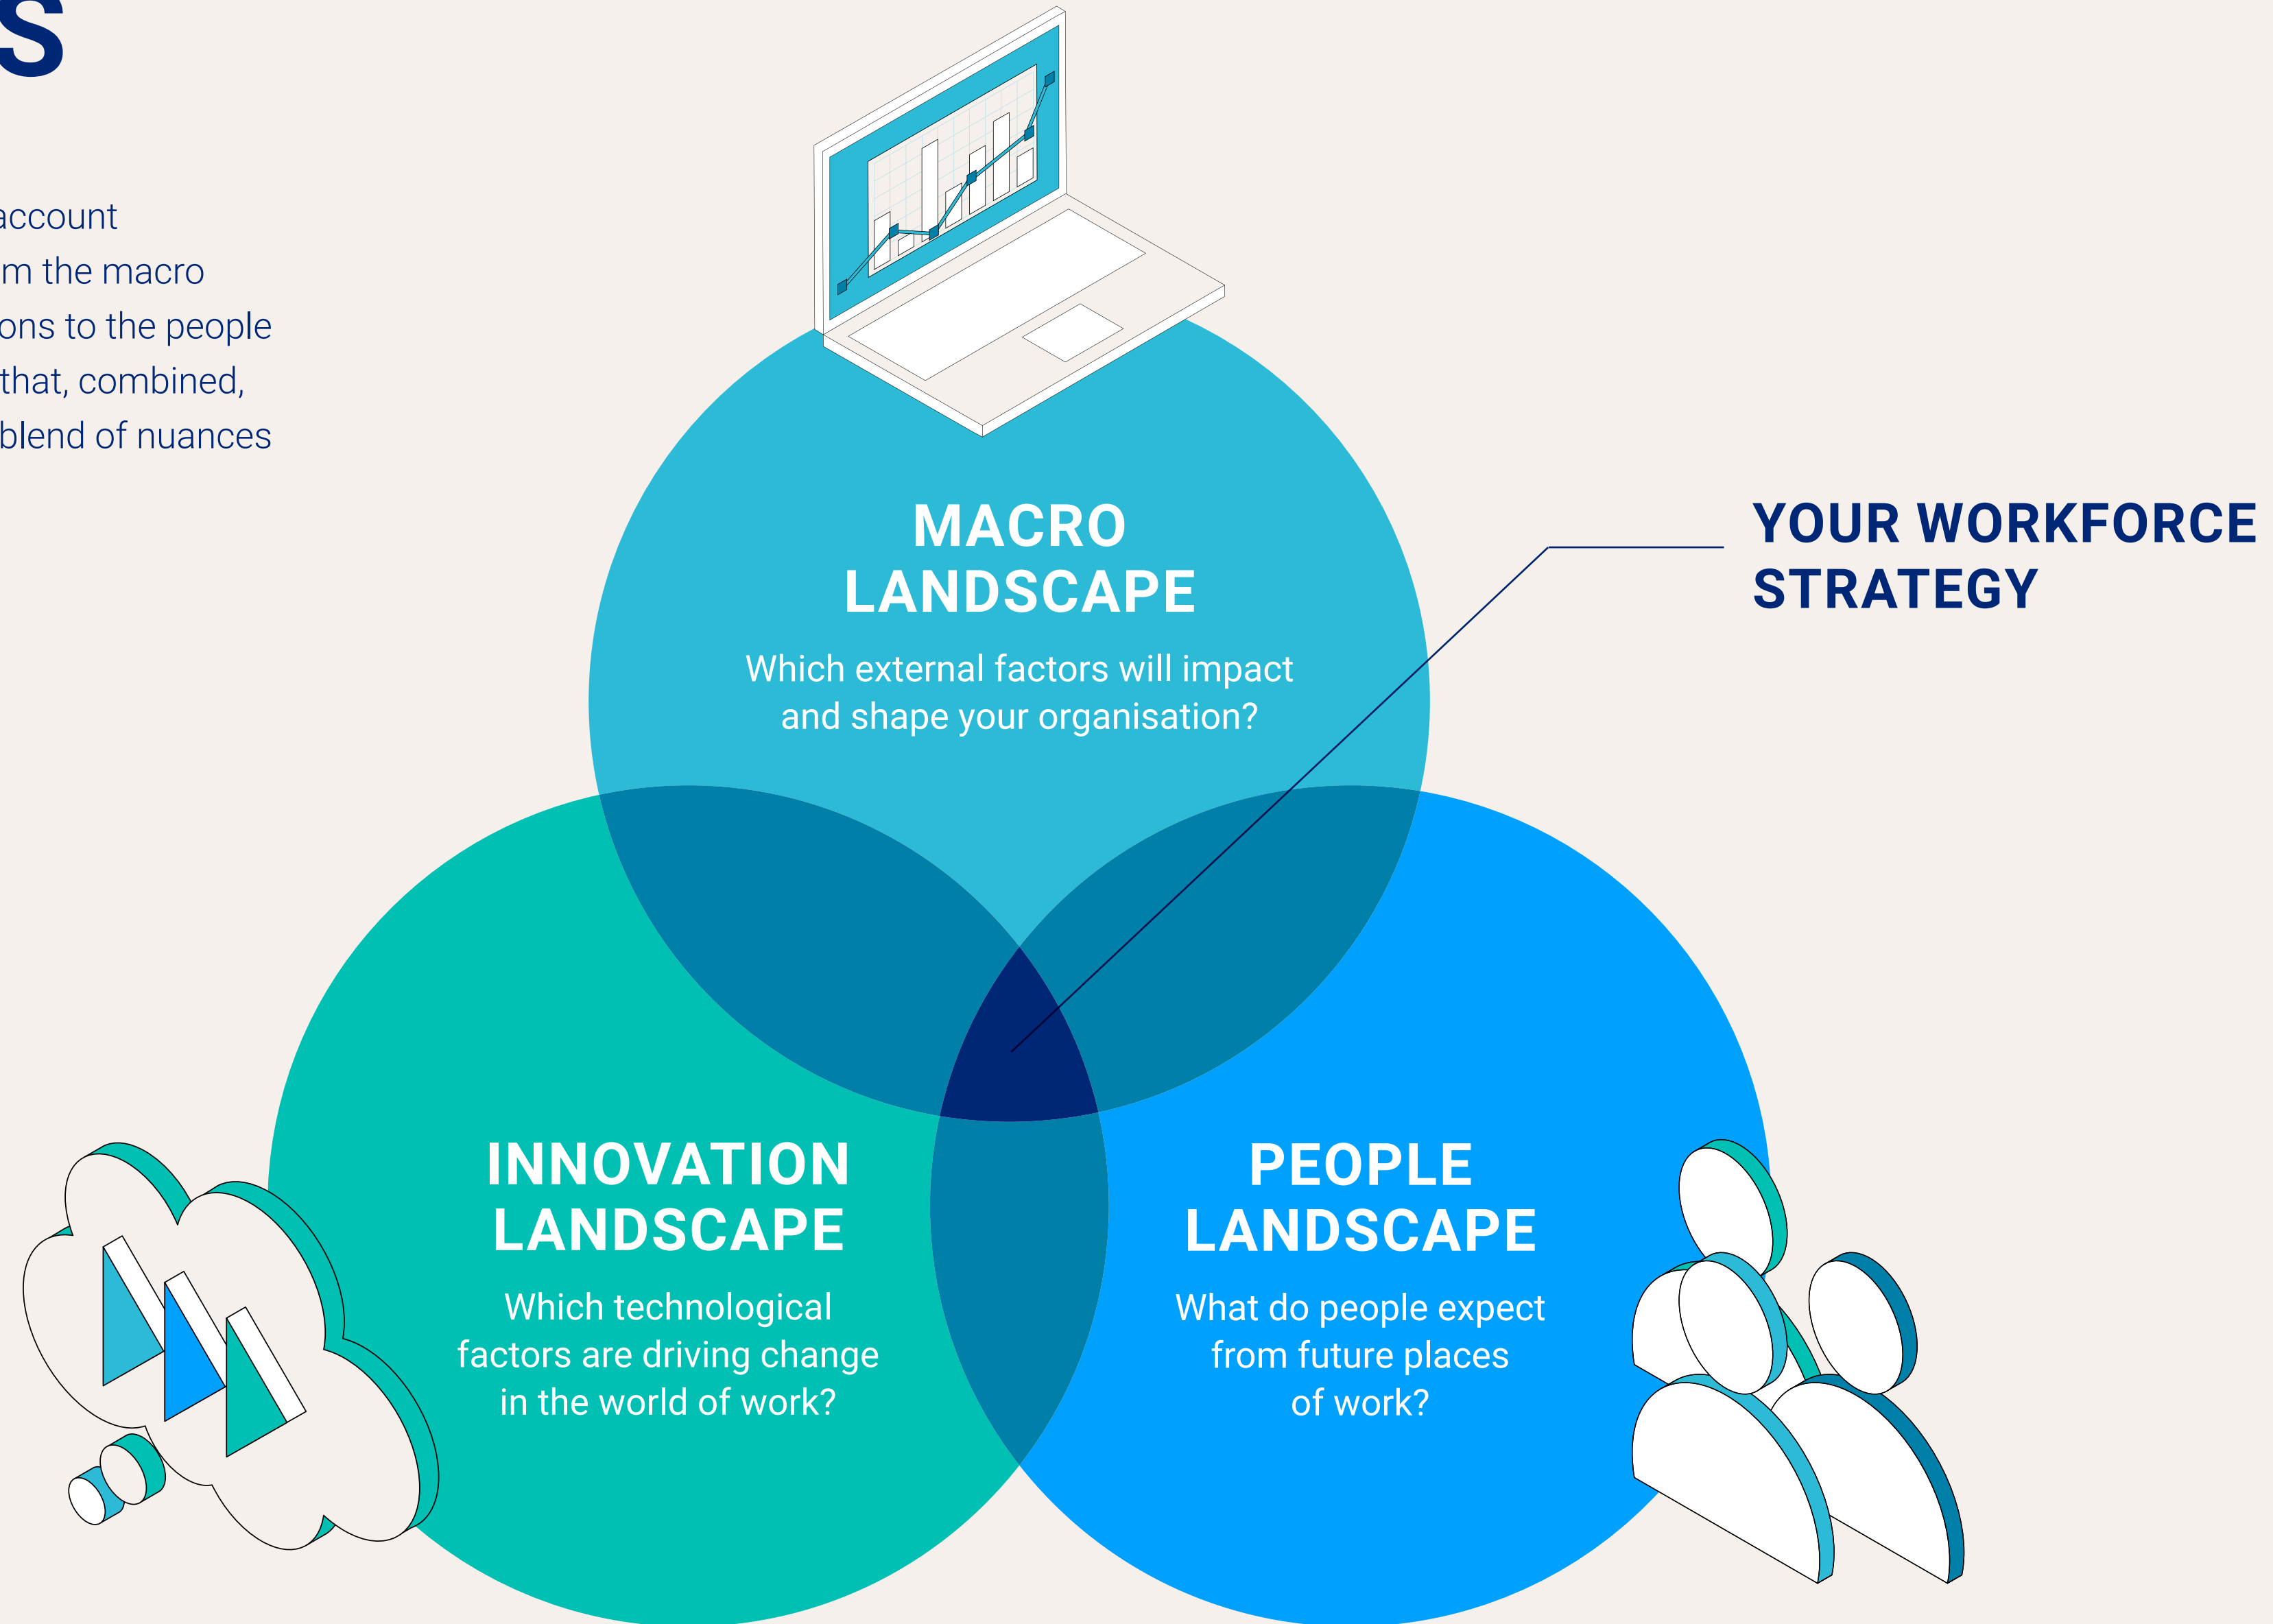 S
account
m the macro
ons to the people
that, combined,
blend of nuances
MACRO
LANDSCAPE
Which external factors will impact
and shape your organisation?
YOUR WORKFORCE
STRATEGY
INNOVATION
LANDSCAPE
Which technological
factors are driving change
in the world of work?
PEOPLE
LANDSCAPE
What do people expect
from future places
of work?